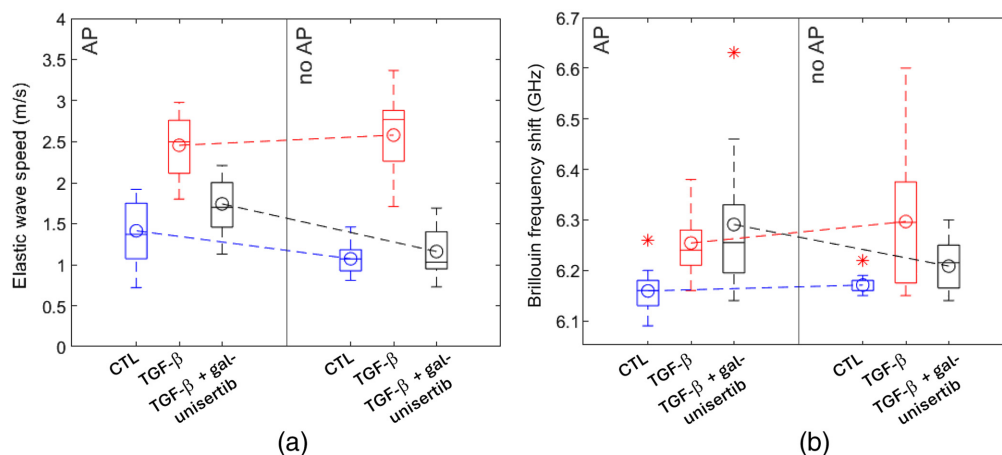 4
3.5
3
2.5
2
1.5
1
0.5
0
Elastic wave speed (m/s)
AP
no AP
CTL
TGF-β
TGF-β + gal-
unisertib
CTL
TGF-β
TGF-β + gal-
unisertib
(a)
6.7
6.6
6.5
6.4
6.3
6.2
6.1
Brillouin frequency shift (GHz)
AP
no AP
CTL
TGF-β
TGF-β + gal-
unisertib
CTL
TGF-β
TGF-β + gal-
unisertib
(b)